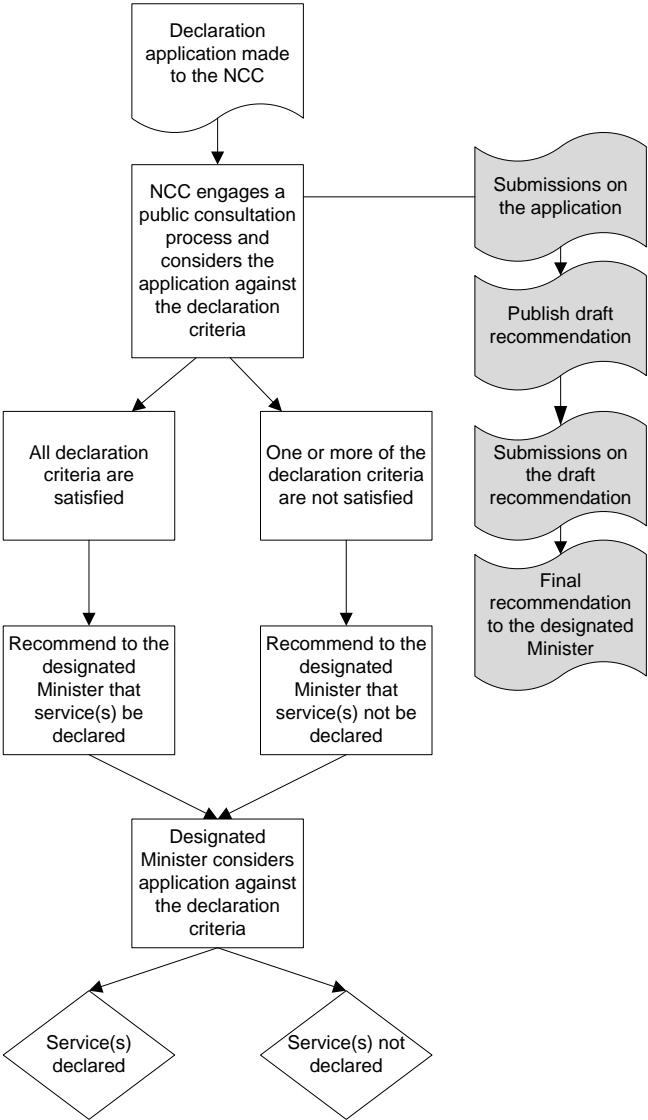 Declaration
application made
to the NCC
NCC engages a
public consultation
process and
considers the
application against
the declaration
criteria
Submissions on
the application
Publish draft
recommendation
All declaration
criteria are
satisfied
One or more of the
declaration criteria
are not satisfied
Submissions on
the draft
recommendation
Final
recommendation
to the designated
Minister
Recommend to the
designated
Minister that
service(s) be
declared
Recommend to the
designated
Minister that
service(s) not be
declared
Designated
Minister considers
application against
the declaration
criteria
Service(s)
declared
Service(s) not
declared